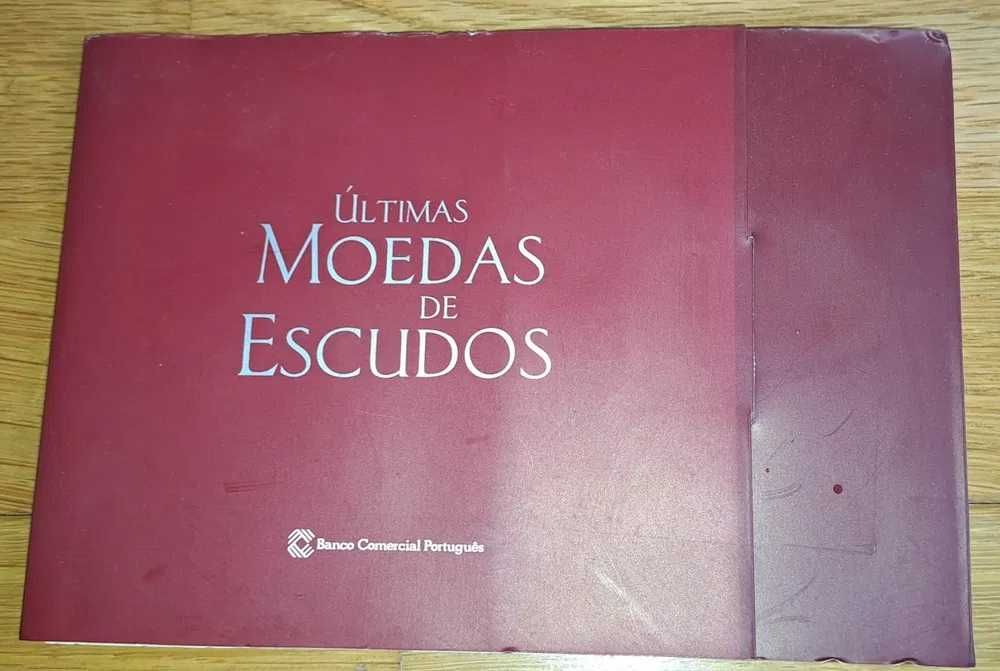 ÚLTIMAS
MOEDAS
DE
ESCUDOS
Banco Comercial Português